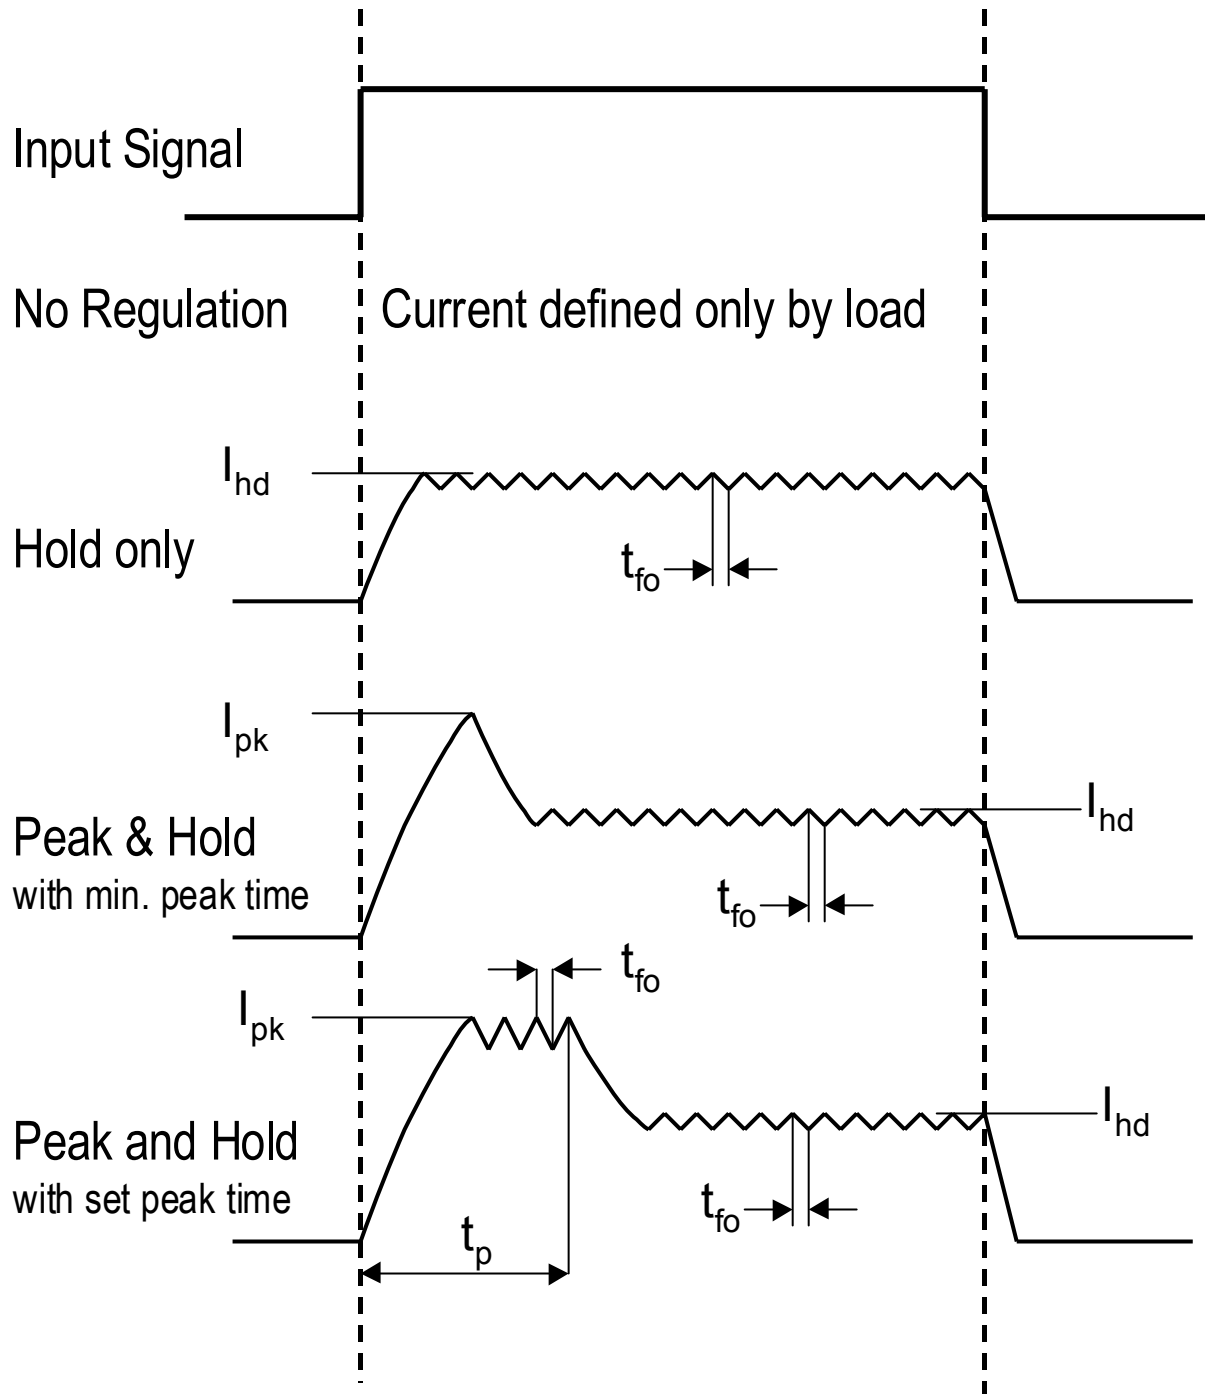 Input Signal
No Regulation
Current defined only by load
Ihd
Hold only
tfo
Ipk
Ihd
Peak & Hold
with min. peak time
tfo
tfo
Ipk
Ihd
Peak and Hold
with set peak time
tfo
tp